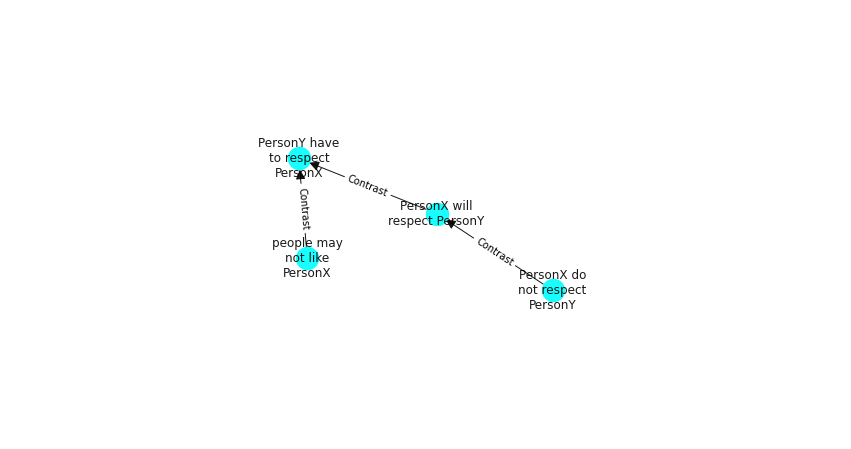 PersonY have
to respect
PersonX
Contrast
Contrast
PersonX will
respect PersonY
people may
not like
PersonX
Contrast
PersonX do
not respect
PersonY